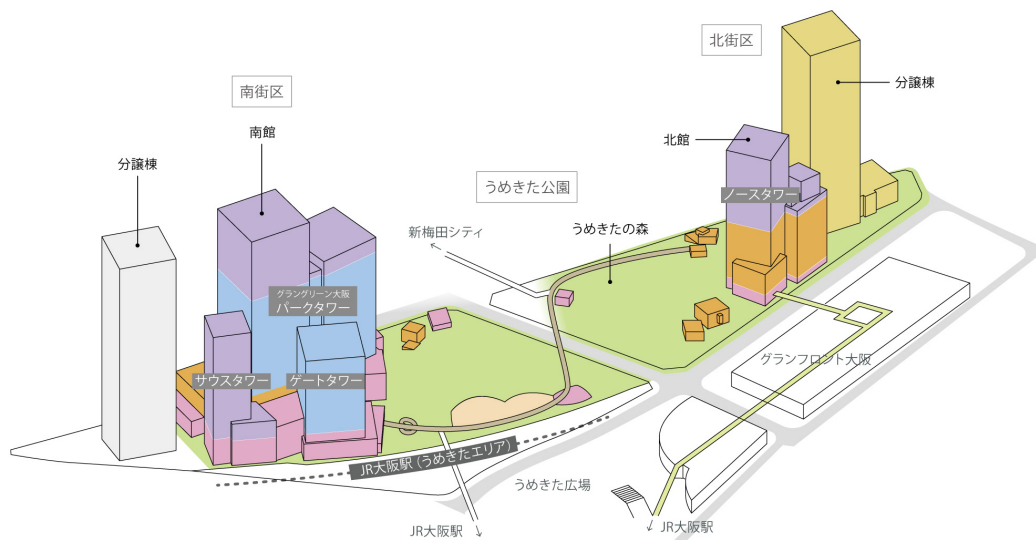 北街区
分譲棟
南街区
南館
北館
分譲棟
うめきた公園
ノースタワー
新梅田シティ
うめきたの森
グラングリーン大阪
パークタワー
グランフロント大阪
サウスタワー
ゲートタワー
JR大阪駅(うめきたエリア)
うめきた広場
JR大阪駅
JR大阪駅